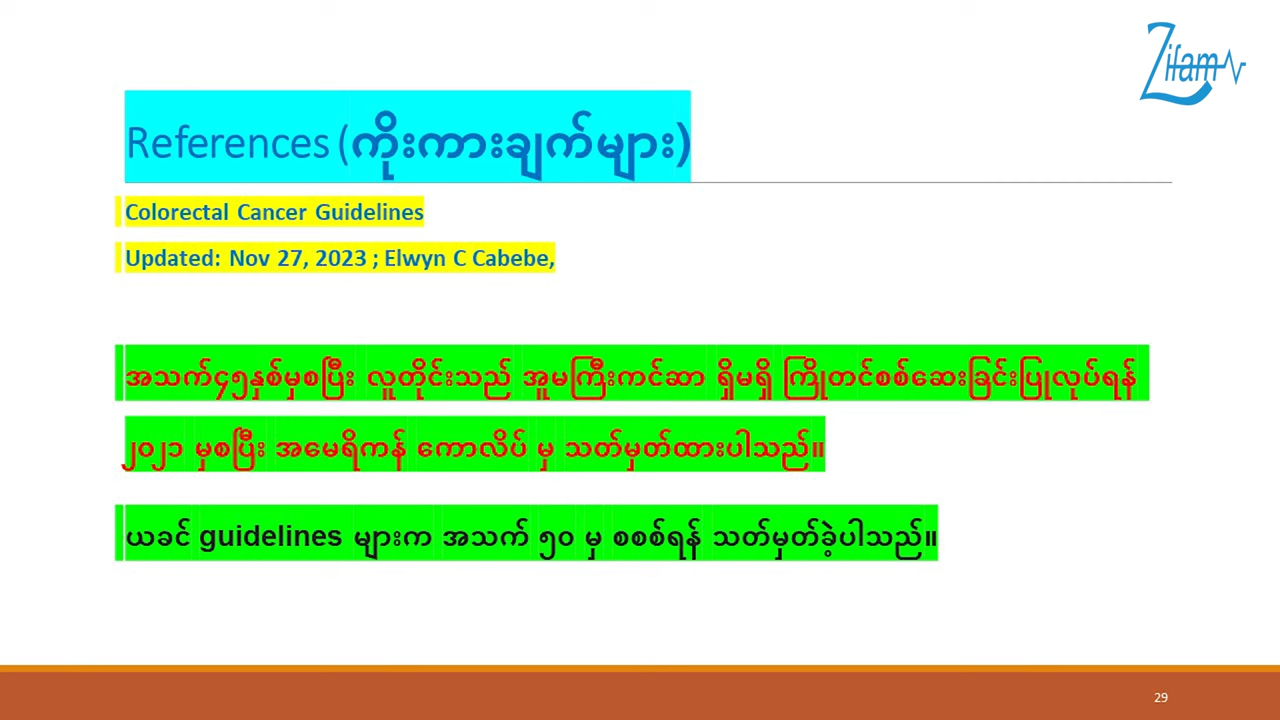 Zifam
References (ကိုးကားချက်များ)
Colorectal Cancer Guidelines
Updated: Nov 27, 2023 ; Elwyn C Cabebe,
အသက်၄၅နှစ်မှစပြီး လူတိုင်းသည် အူမကြီးကင်ဆာ ရှိမရှိ ကြိုတင်စစ်ဆေးခြင်းပြုလုပ်ရန်
၂၀၂၁ မှစပြီး အမေရိကန် ကောလိပ် မှ သတ်မှတ်ထားပါသည်။
ယခင် guidelines များက အသက် ၅၀ မှ စစစ်ရန် သတ်မှတ်ခဲ့ပါသည်။
29